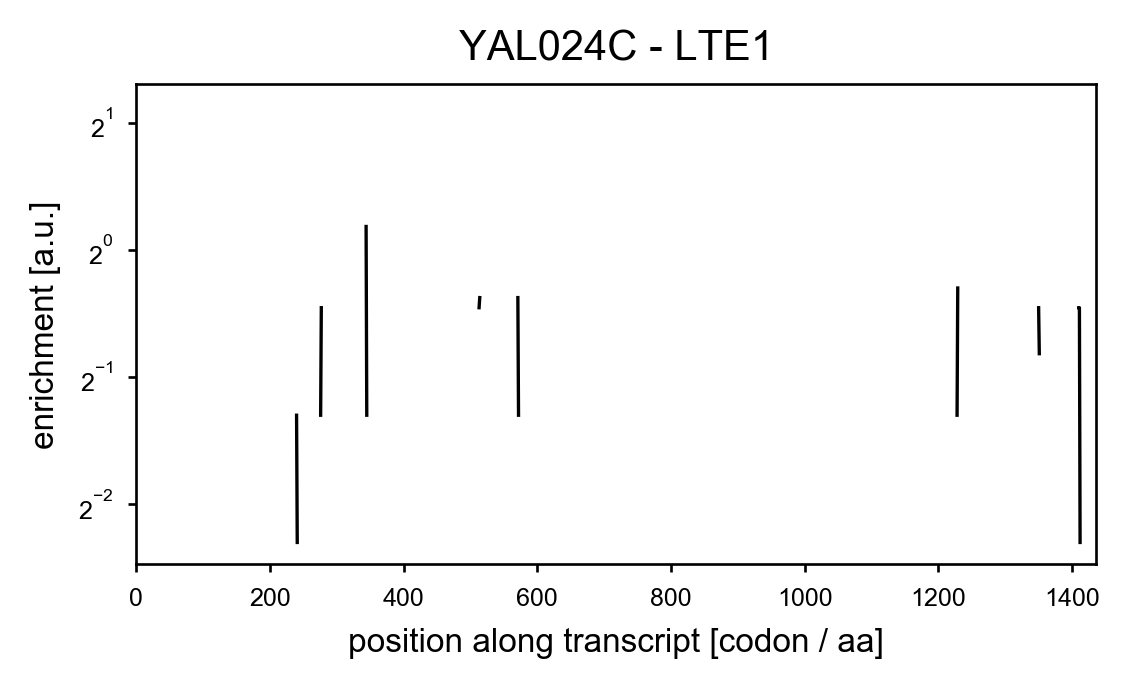 YAL024C - LTE1
enrichment [a.u.]
2^1
2^0
2^−1
2^−2
0 200 400 600 800 1000 1200 1400
position along transcript [codon / aa]